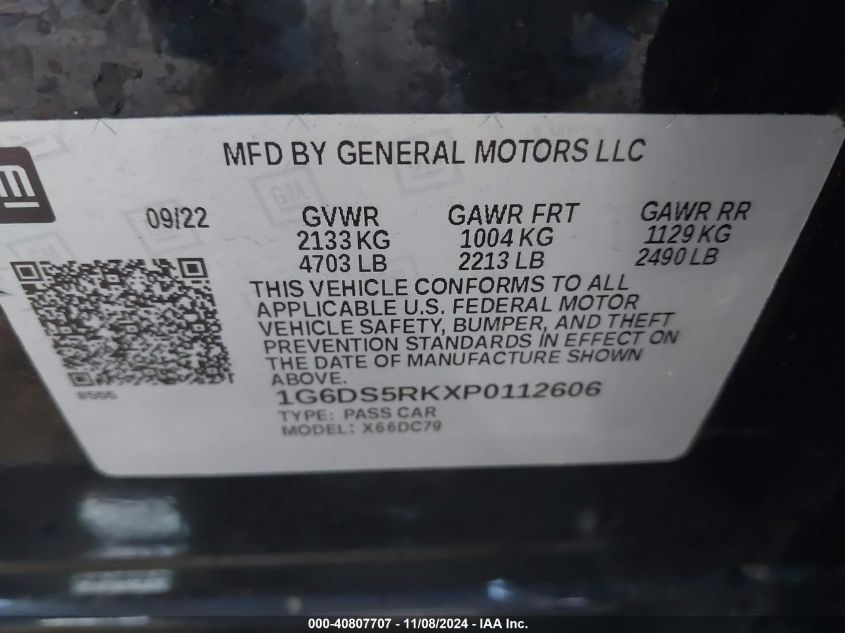 MFD BY GENERAL MOTORS LLC
GM
09/22
GVWR
2133 KG
4703 LB
GAWR FRT
1004 KG
2213 LB
GAWR RR
1129 KG
2490 LB
THIS VEHICLE CONFORMS TO ALL
APPLICABLE U.S. FEDERAL MOTOR
VEHICLE SAFETY, BUMPER, AND THEFT
PREVENTION STANDARDS IN EFFECT ON
THE DATE OF MANUFACTURE SHOWN
ABOVE.
1G6DS5RKXP0112606
TYPE: PASS CAR
MODEL: X66DC79
000-40807707 - 11/08/2024 - IAA Inc.